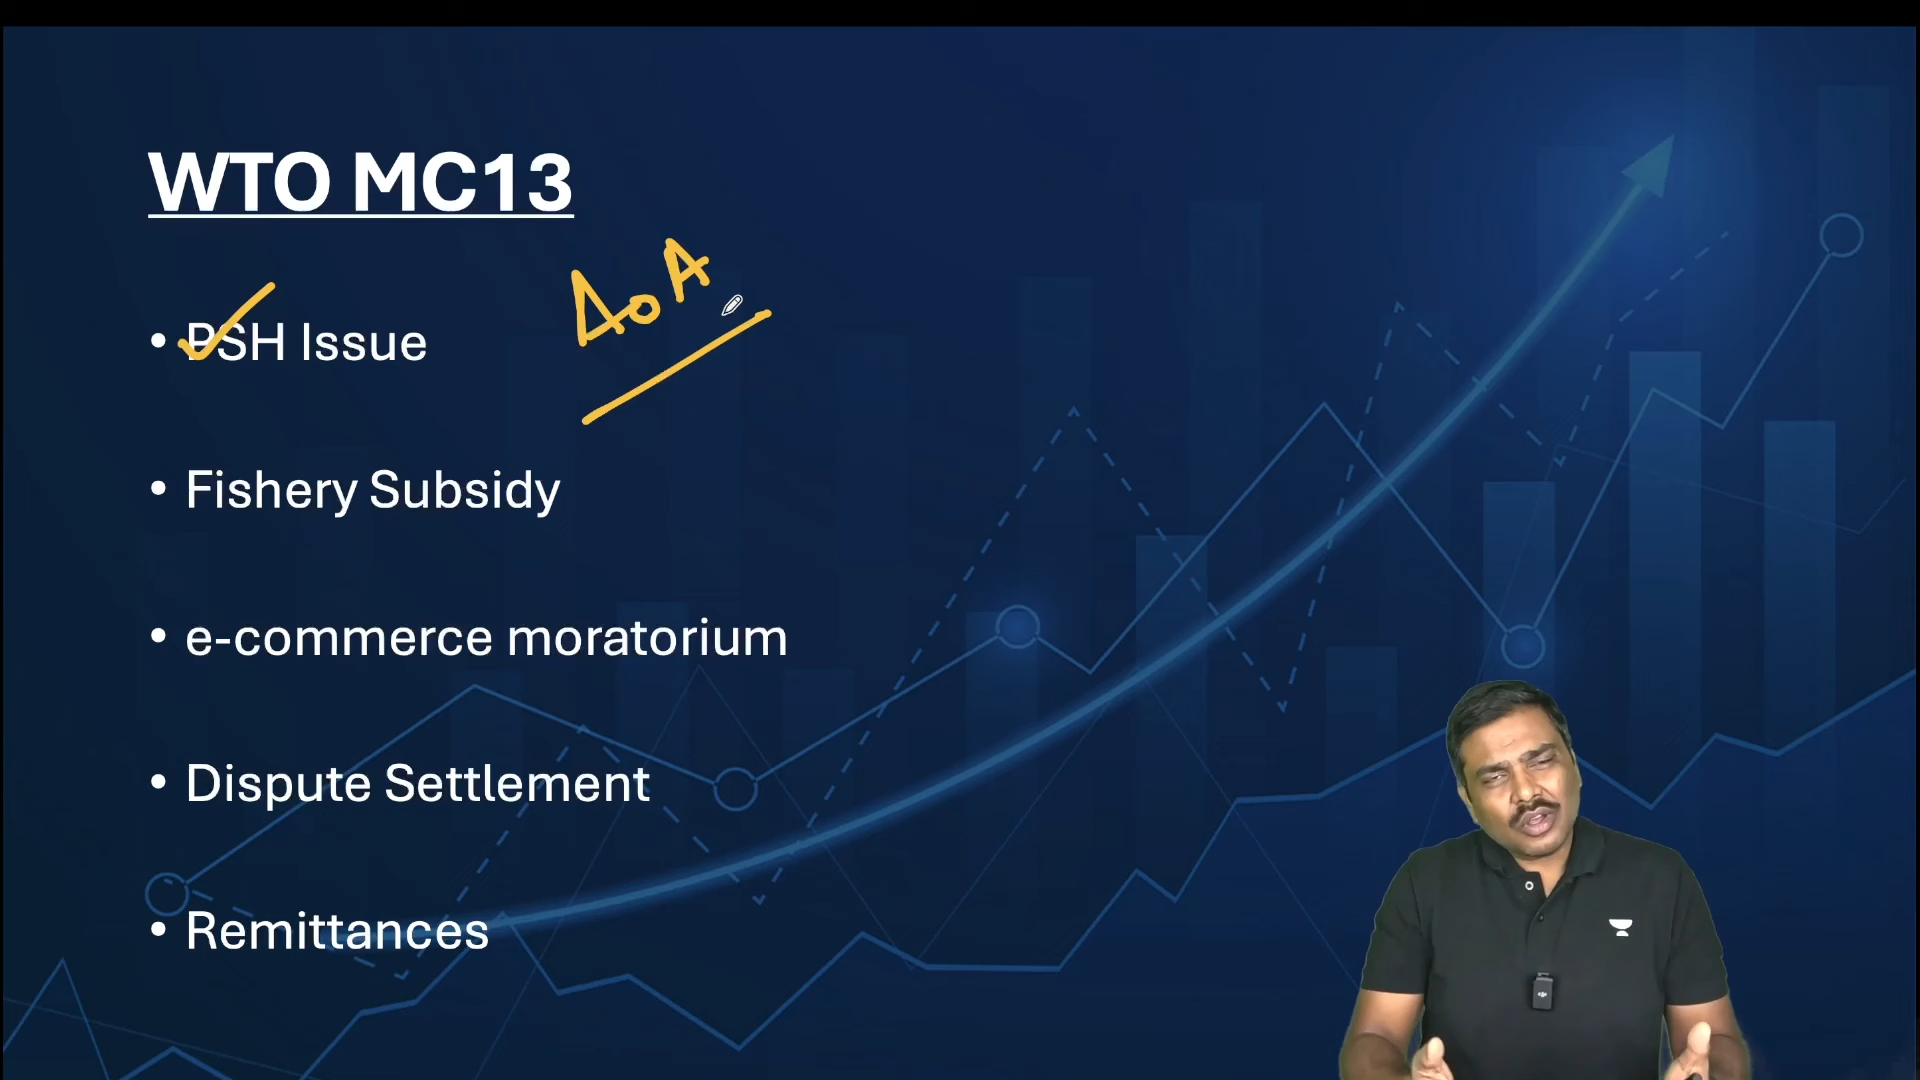 WTO MC13
AoA
• PSH Issue
• Fishery Subsidy
• e-commerce moratorium
• Dispute Settlement
• Remittances